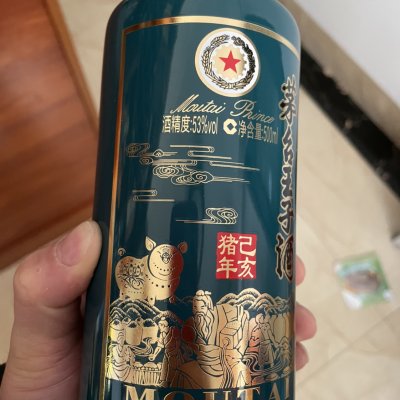 Moutai Prince
酒精度:53%vol 净含量:500ml
茅台王子酒
己亥
猪年
MOUTAI